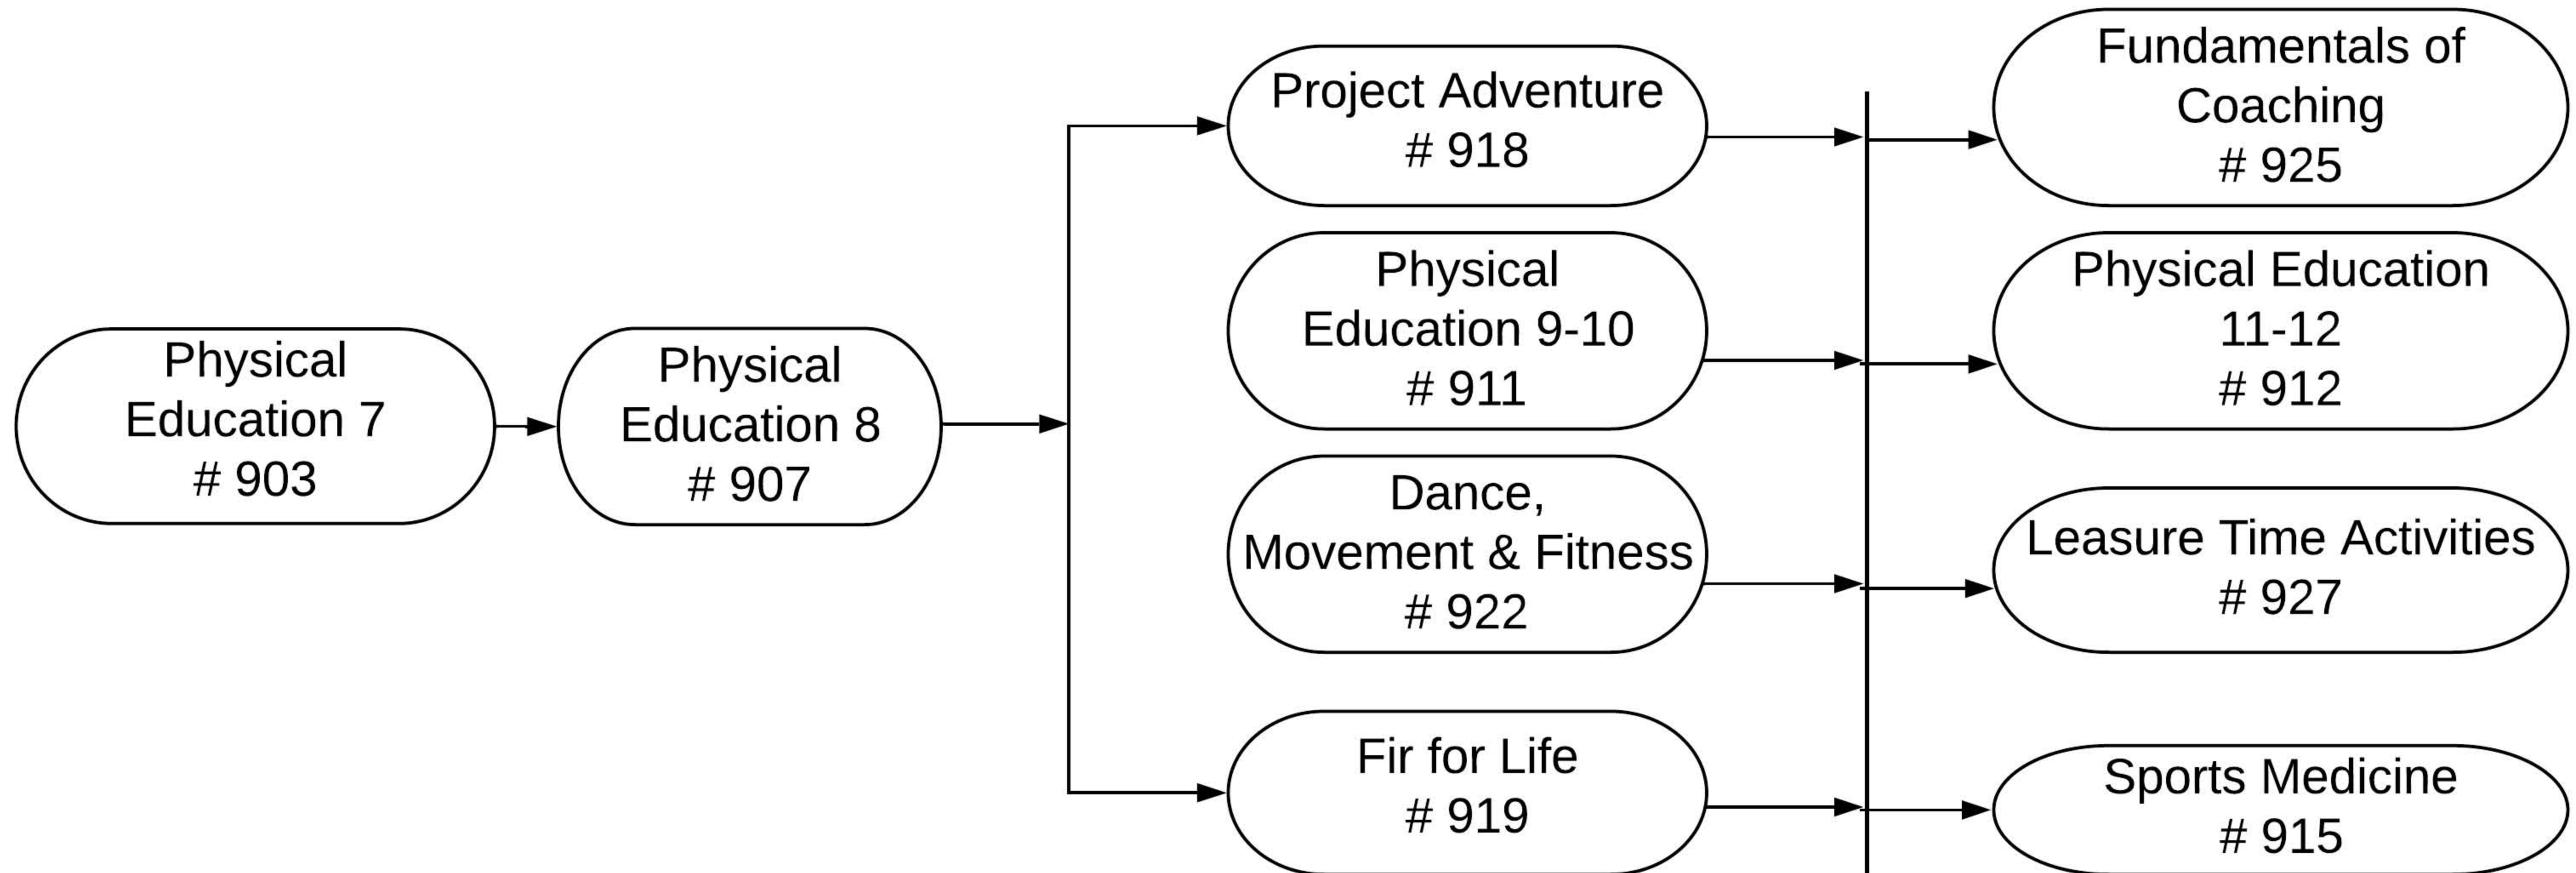 Physical
Education 7
# 903
Physical
Education 8
# 907
Project Adventure
# 918
Physical
Education 9-10
# 911
Dance,
Movement & Fitness
# 922
Fir for Life
# 919
Fundamentals of
Coaching
# 925
Physical Education
11-12
# 912
Leasure Time Activities
# 927
Sports Medicine
# 915